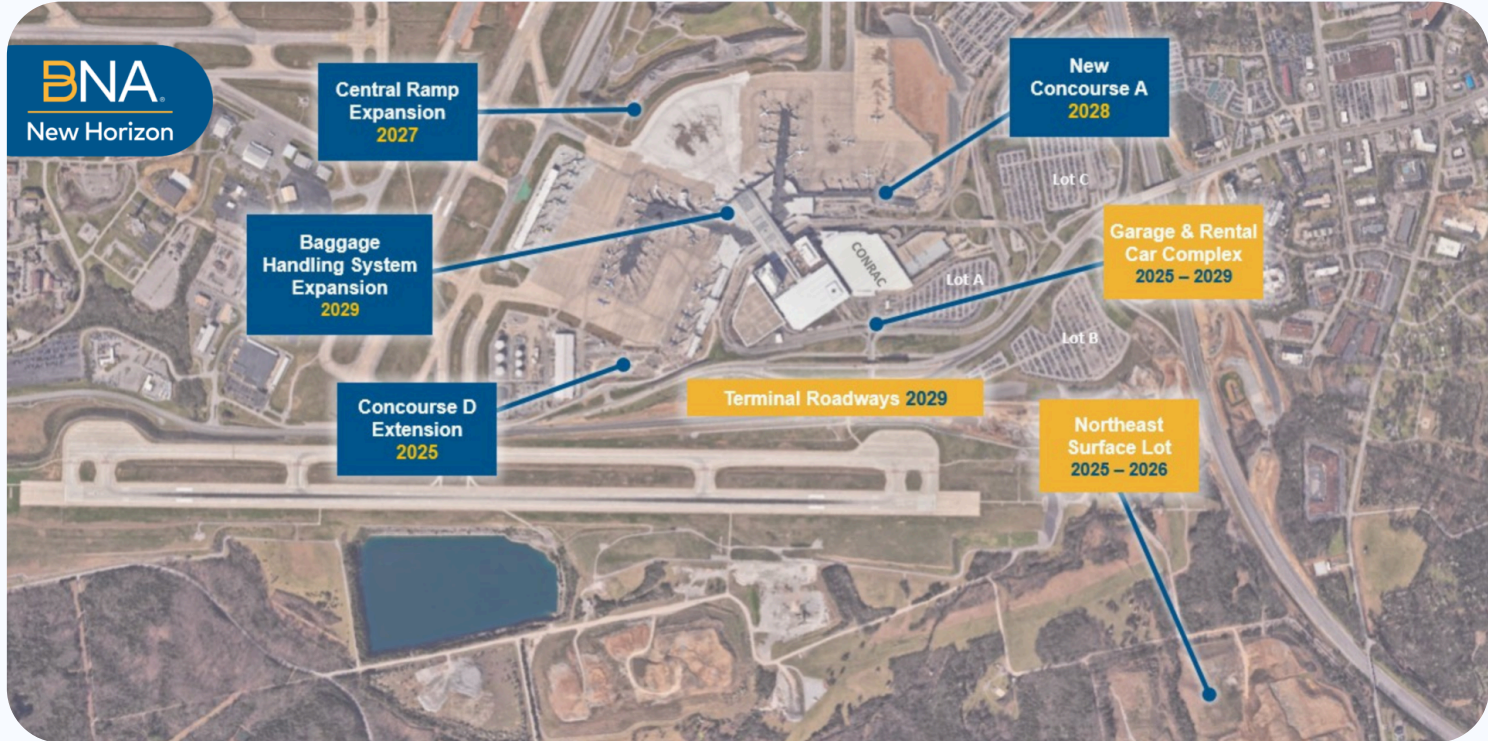 BNA
New Horizon
Central Ramp
Expansion
2027
New
Concourse A
2028
Lot C
Baggage
Handling System
Expansion
2029
Garage & Rental
Car Complex
2025 – 2029
CONRAC
Lot A
Lot B
Concourse D
Extension
2025
Terminal Roadways 2029
Northeast
Surface Lot
2025 – 2026